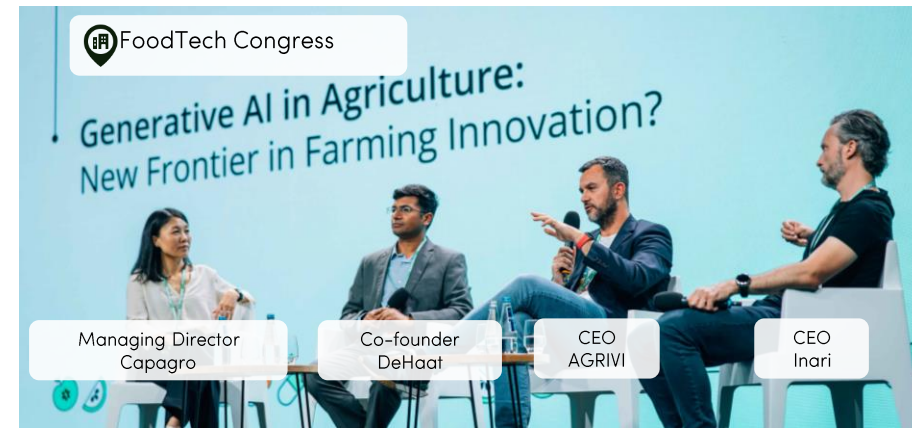 FoodTech Congress
Generative AI in Agriculture:
New Frontier in Farming Innovation?
Managing Director
Capagro
Co-founder
DeHaat
CEO
AGRIVI
CEO
Inari